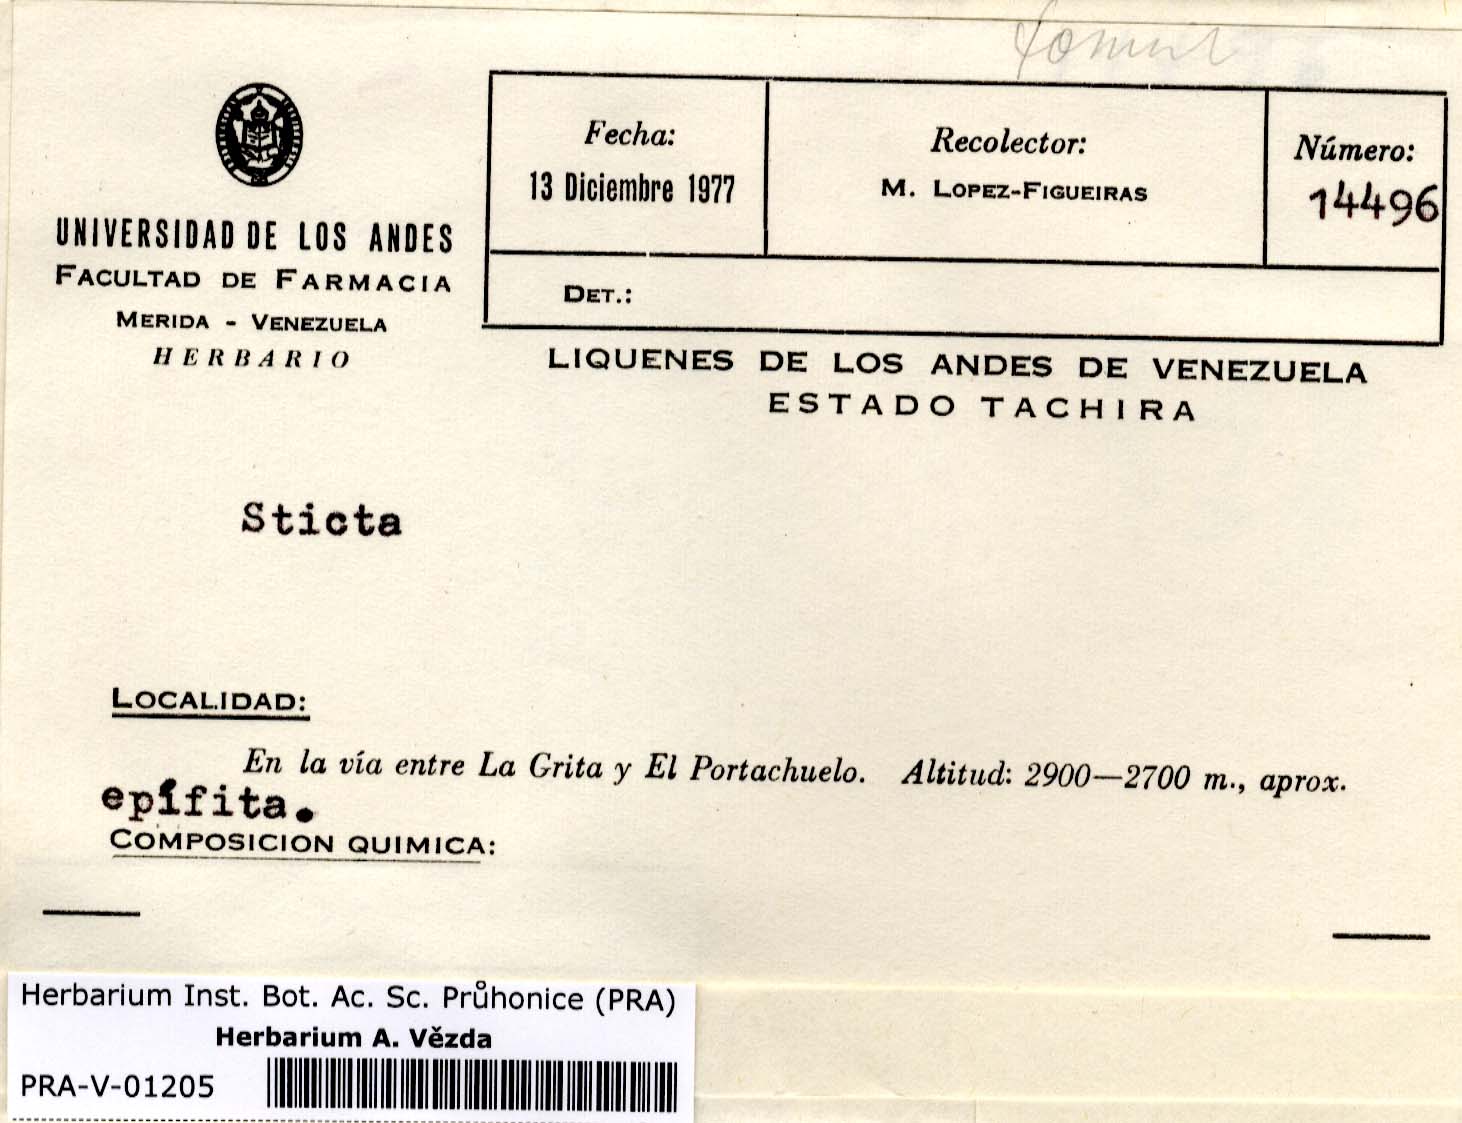 UNIVERSIDAD DE LOS ANDES
FACULTAD DE FARMACIA
MERIDA - VENEZUELA
HERBARIO
Fecha:
13 Diciembre 1977
Recolector:
M. LOPEZ-FIGUEIRAS
Número:
14496
DET.:
LIQUENES DE LOS ANDES DE VENEZUELA
ESTADO TACHIRA
Sticta
LOCALIDAD:
En la vía entre La Grita y El Portachuelo. Altitud: 2900—2700 m., aprox.
epífita.
COMPOSICION QUIMICA:
Herbarium Inst. Bot. Ac. Sc. Průhonice (PRA)
Herbarium A. Vězda
PRA-V-01205